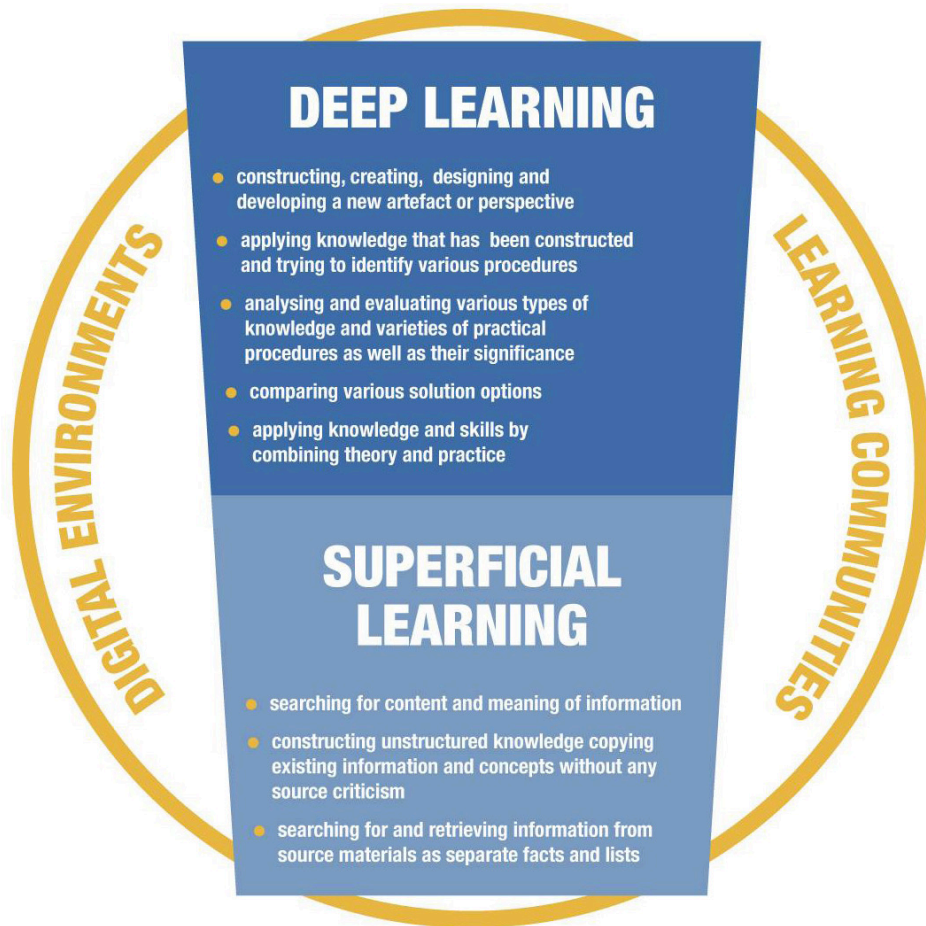 DEEP LEARNING
• constructing, creating, designing and
developing a new artefact or perspective
• applying knowledge that has been constructed
and trying to identify various procedures
• analysing and evaluating various types of
knowledge and varieties of practical
procedures as well as their significance
• comparing various solution options
• applying knowledge and skills by
combining theory and practice
SUPERFICIAL
LEARNING
• searching for content and meaning of information
• constructing unstructured knowledge copying
existing information and concepts without any
source criticism
• searching for and retrieving information from
source materials as separate facts and lists
DIGITAL ENVIRONMENTS
LEARNING COMMUNITIES